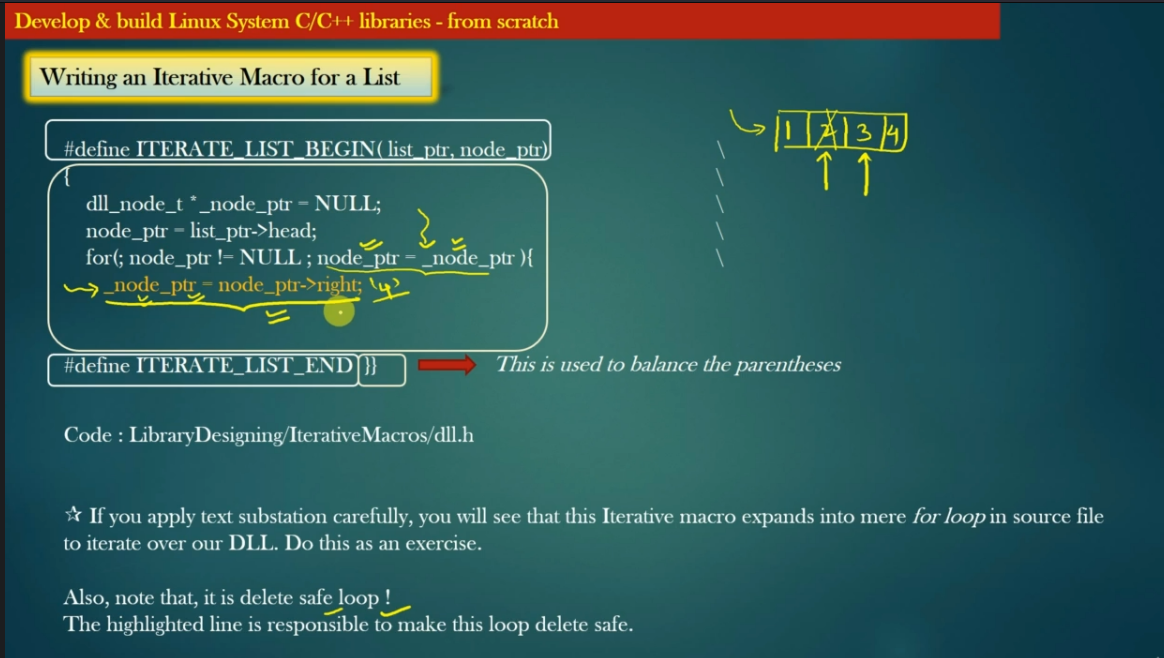 Develop & build Linux System C/C++ libraries - from scratch
Writing an Iterative Macro for a List
1 2 3 4
#define ITERATE_LIST_BEGIN( list_ptr, node_ptr) \
{ \
dll_node_t *_node_ptr = NULL; \
node_ptr = list_ptr->head; \
for(; node_ptr != NULL ; node_ptr = _node_ptr ){ \
_node_ptr = node_ptr->right; '4'
#define ITERATE_LIST_END }}
This is used to balance the parentheses
Code : LibraryDesigning/IterativeMacros/dll.h
☆ If you apply text substation carefully, you will see that this Iterative macro expands into mere for loop in source file
to iterate over our DLL. Do this as an exercise.
Also, note that, it is delete safe loop !
The highlighted line is responsible to make this loop delete safe.